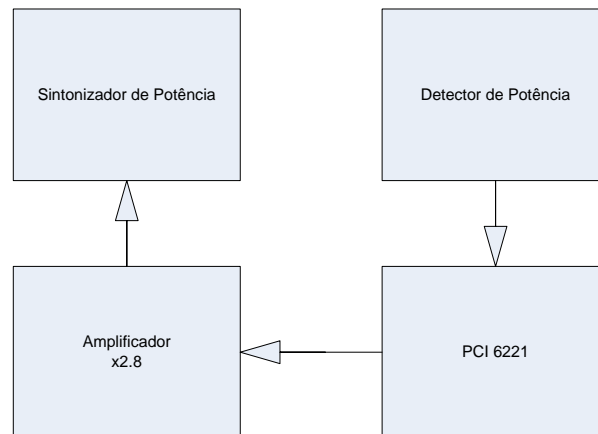 Sintonizador de Potência
Detector de Potência
Amplificador
x2.8
PCI 6221